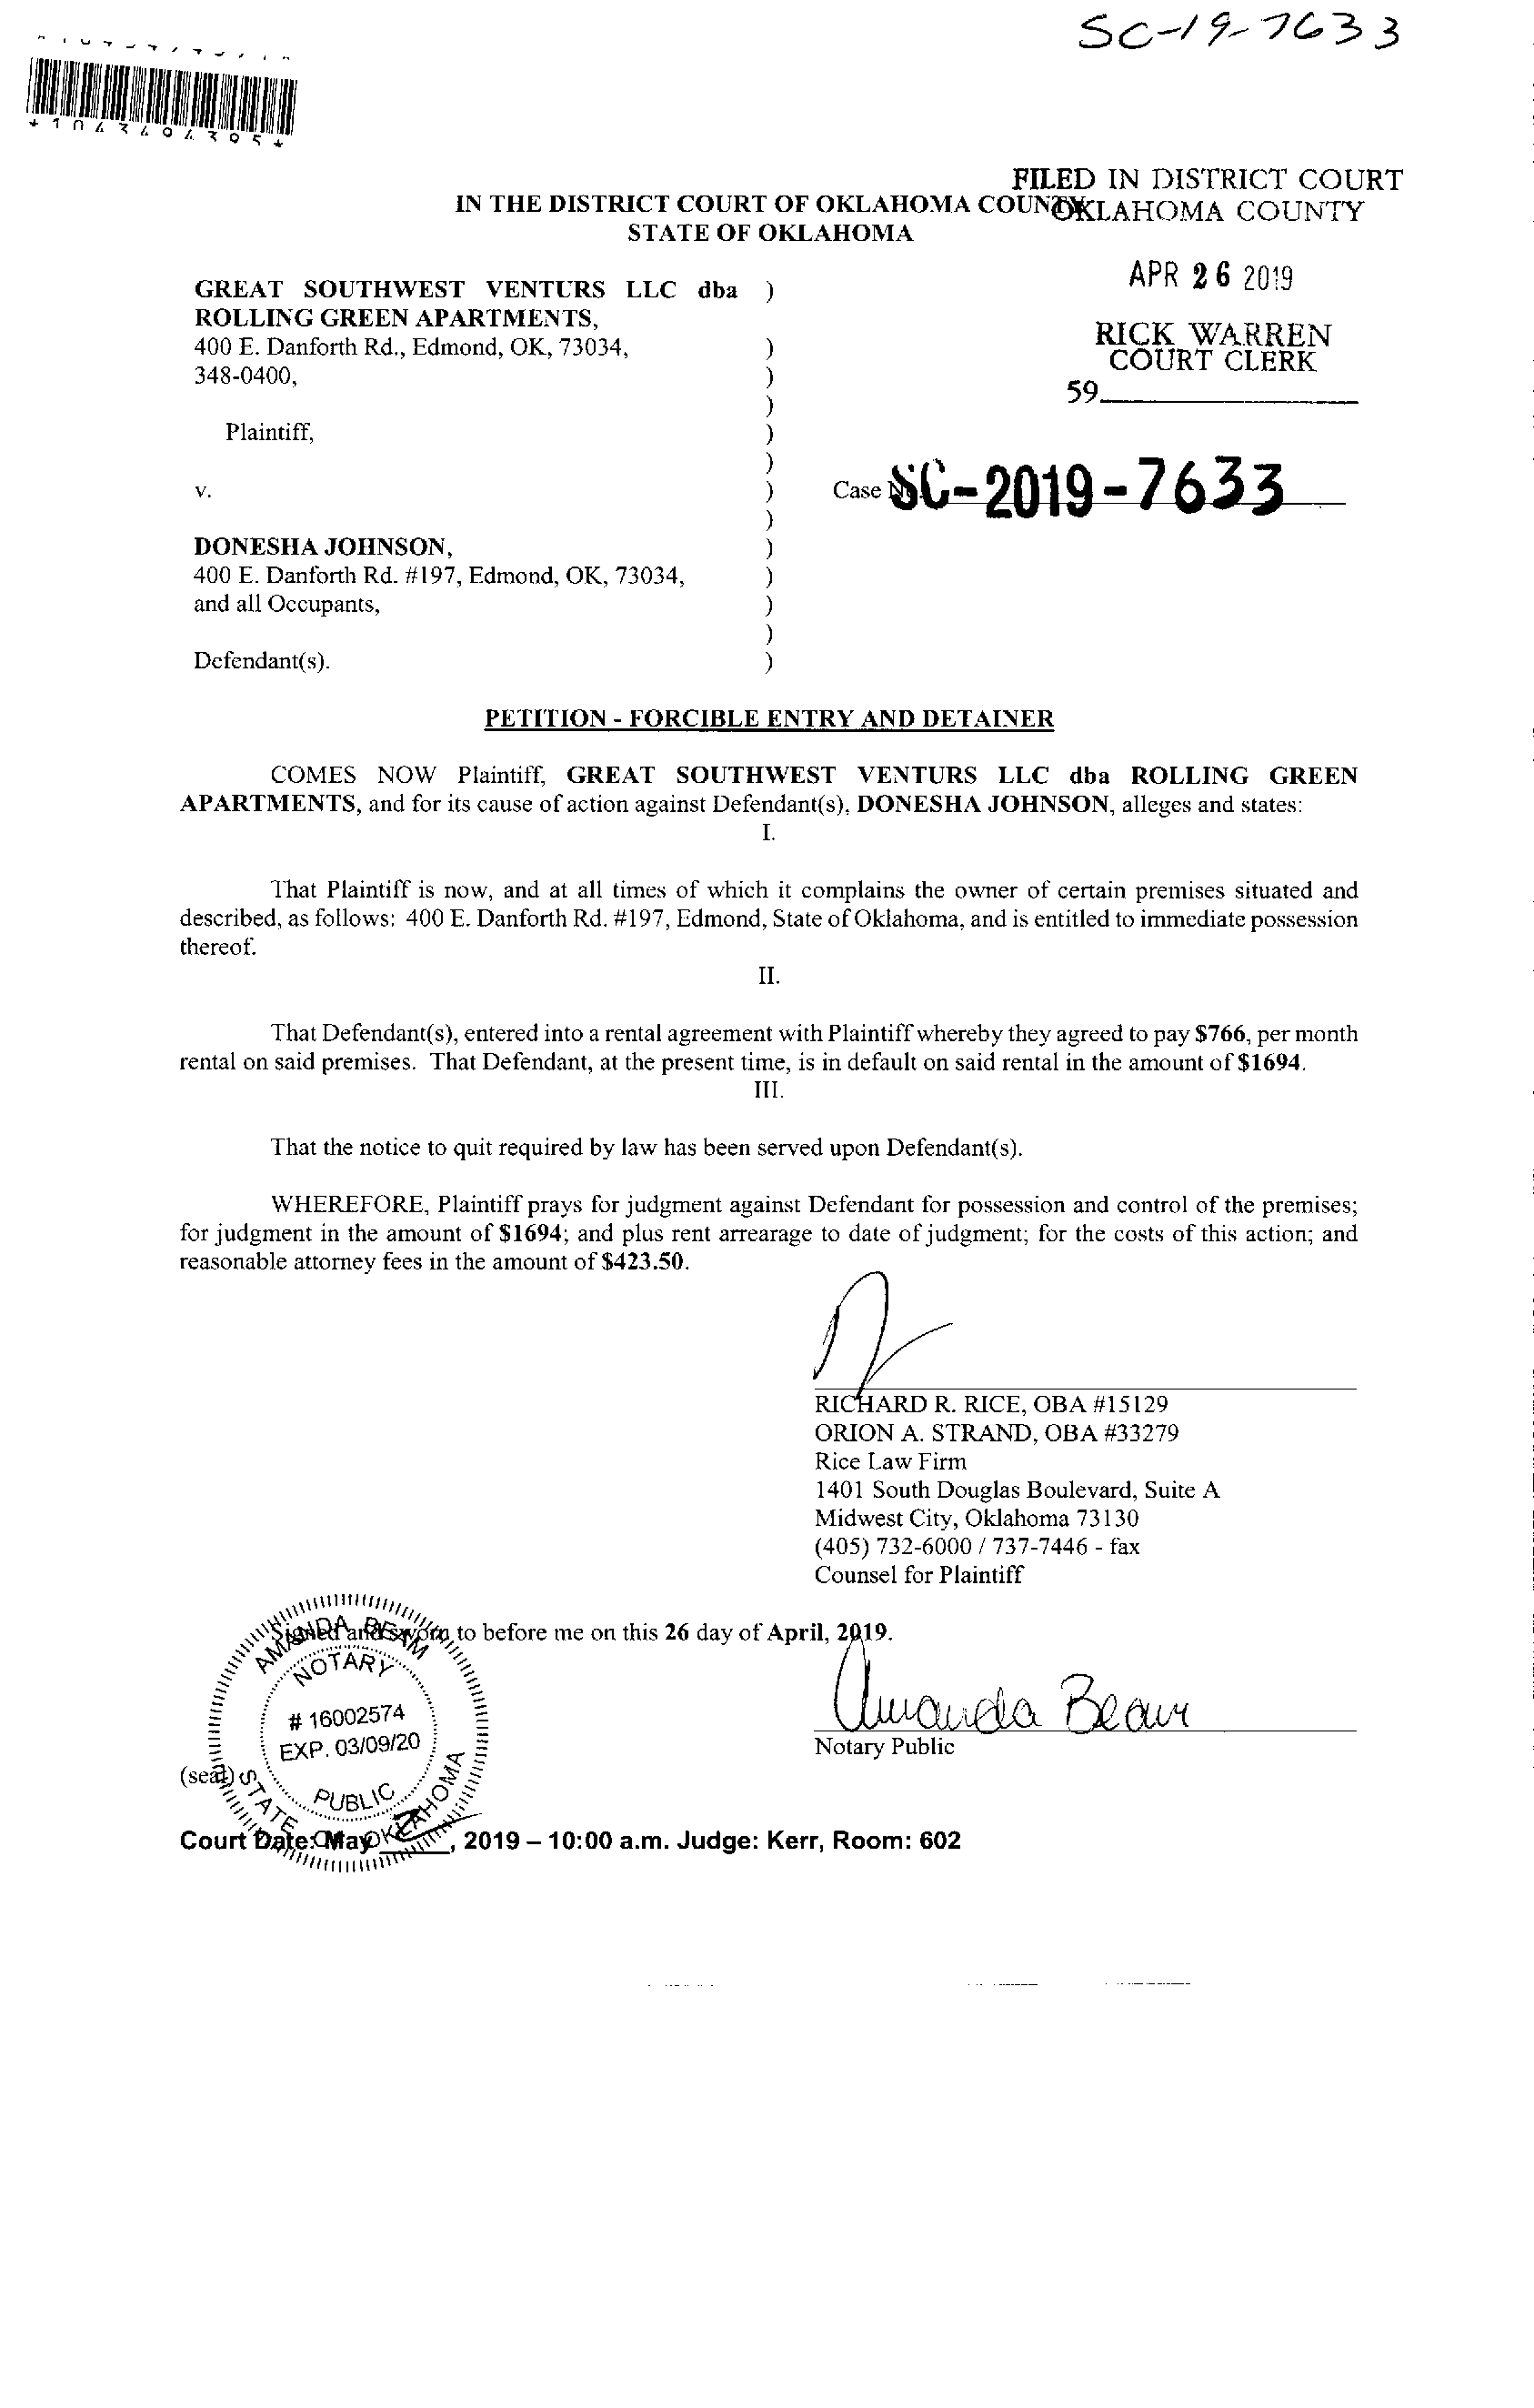 SC-19-7633
FILED IN DISTRICT COURT
OKLAHOMA COUNTY
IN THE DISTRICT COURT OF OKLAHOMA COUNTY
STATE OF OKLAHOMA
APR 26 2019
RICK WARREN
COURT CLERK
59
GREAT SOUTHWEST VENTURS LLC dba )
ROLLING GREEN APARTMENTS,
400 E. Danforth Rd., Edmond, OK, 73034, )
348-0400, )
)
Plaintiff, )
)
v. ) Case No. SC-2019-7633
)
DONESHA JOHNSON, )
400 E. Danforth Rd. #197, Edmond, OK, 73034, )
and all Occupants, )
)
Defendant(s). )
PETITION - FORCIBLE ENTRY AND DETAINER
COMES NOW Plaintiff, GREAT SOUTHWEST VENTURS LLC dba ROLLING GREEN
APARTMENTS, and for its cause of action against Defendant(s), DONESHA JOHNSON, alleges and states:
I.
That Plaintiff is now, and at all times of which it complains the owner of certain premises situated and
described, as follows: 400 E. Danforth Rd. #197, Edmond, State of Oklahoma, and is entitled to immediate possession
thereof.
II.
That Defendant(s), entered into a rental agreement with Plaintiff whereby they agreed to pay $766, per month
rental on said premises. That Defendant, at the present time, is in default on said rental in the amount of $1694.
III.
That the notice to quit required by law has been served upon Defendant(s).
WHEREFORE, Plaintiff prays for judgment against Defendant for possession and control of the premises;
for judgment in the amount of $1694; and plus rent arrearage to date of judgment; for the costs of this action; and
reasonable attorney fees in the amount of $423.50.
RICHARD R. RICE, OBA #15129
ORION A. STRAND, OBA #33279
Rice Law Firm
1401 South Douglas Boulevard, Suite A
Midwest City, Oklahoma 73130
(405) 732-6000 / 737-7446 - fax
Counsel for Plaintiff
Signed and sworn to before me on this 26 day of April, 2019.
Amanda Beam
Notary Public
AMANDA BEAM
NOTARY
# 16002574
EXP. 03/09/20
PUBLIC
STATE OF OKLAHOMA
(seal)
Court Date: May , 2019 – 10:00 a.m. Judge: Kerr, Room: 602